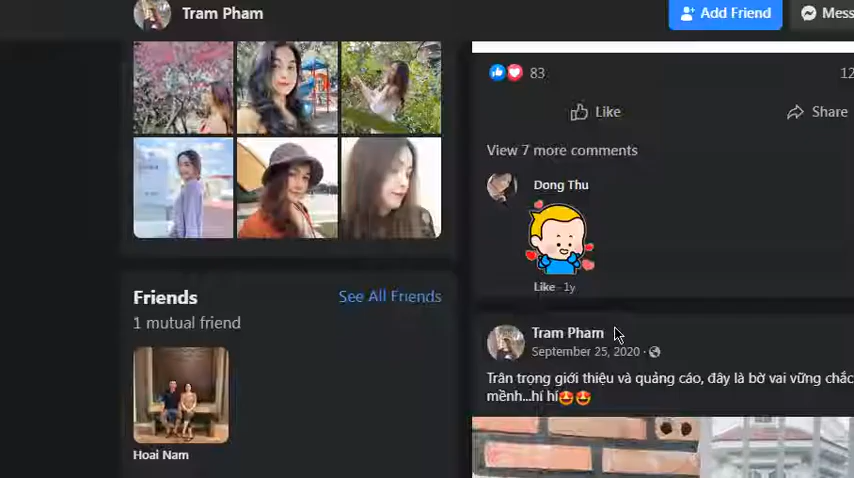 Tram Pham
Add Friend
Mess
83
12
Like
Share
View 7 more comments
Dong Thu
Like · 1y
Friends
See All Friends
1 mutual friend
Hoai Nam
Tram Pham
September 25, 2020 ·
Trân trọng giới thiệu và quảng cáo, đây là bờ vai vững chắc
mềnh...hí hí🤩🤩